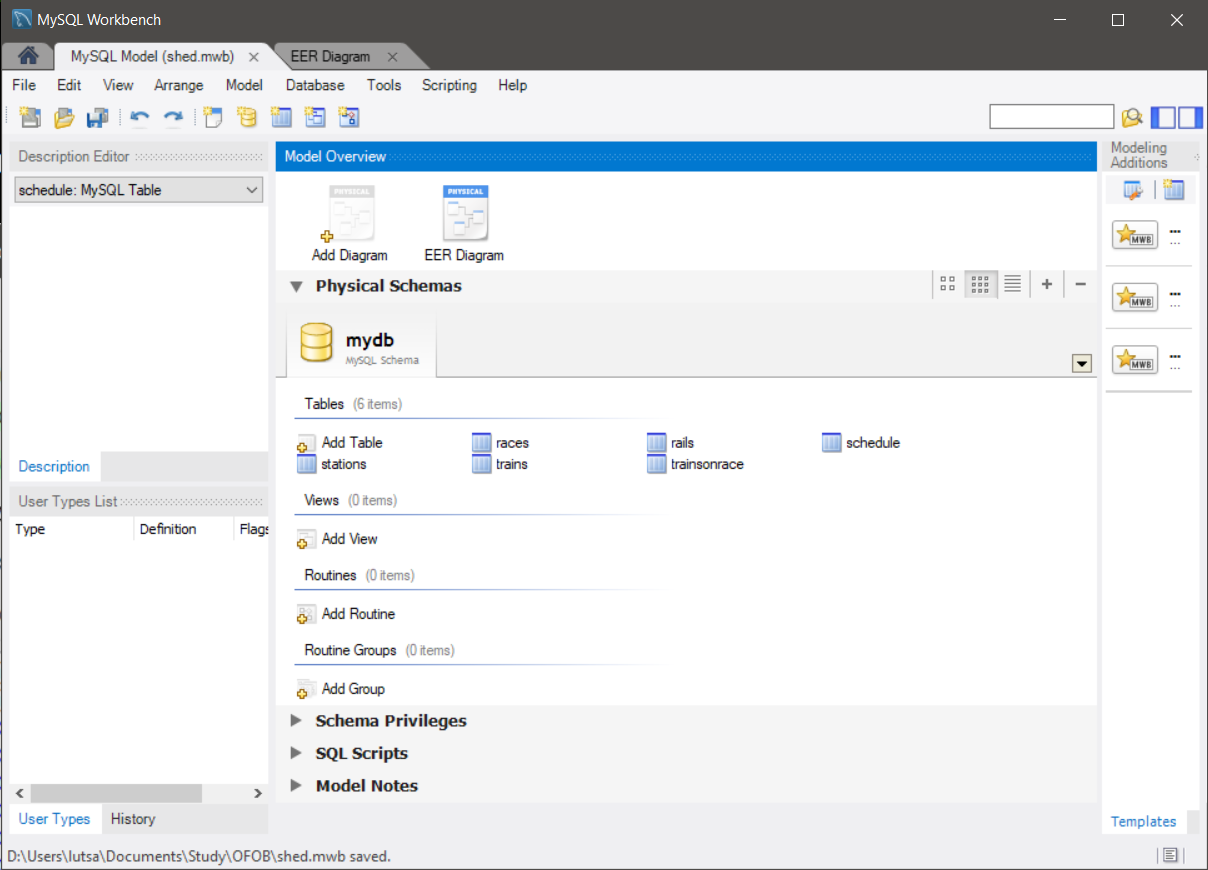 MySQL Workbench
MySQL Model (shed.mwb)
EER Diagram
File Edit View Arrange Model Database Tools Scripting Help
Description Editor
schedule: MySQL Table
Description
User Types List
Type Definition Flags
User Types History
Model Overview
PHYSICAL
Add Diagram
PHYSICAL
EER Diagram
Physical Schemas
mydb
MySQL Schema
Tables (6 items)
Add Table races rails schedule
stations trains trainsonrace
Views (0 items)
Add View
Routines (0 items)
Add Routine
Routine Groups (0 items)
Add Group
Schema Privileges
SQL Scripts
Model Notes
Modeling
Additions
MWB ...
MWB ...
MWB ...
Templates
D:\Users\lutsa\Documents\Study\OFOB\shed.mwb saved.